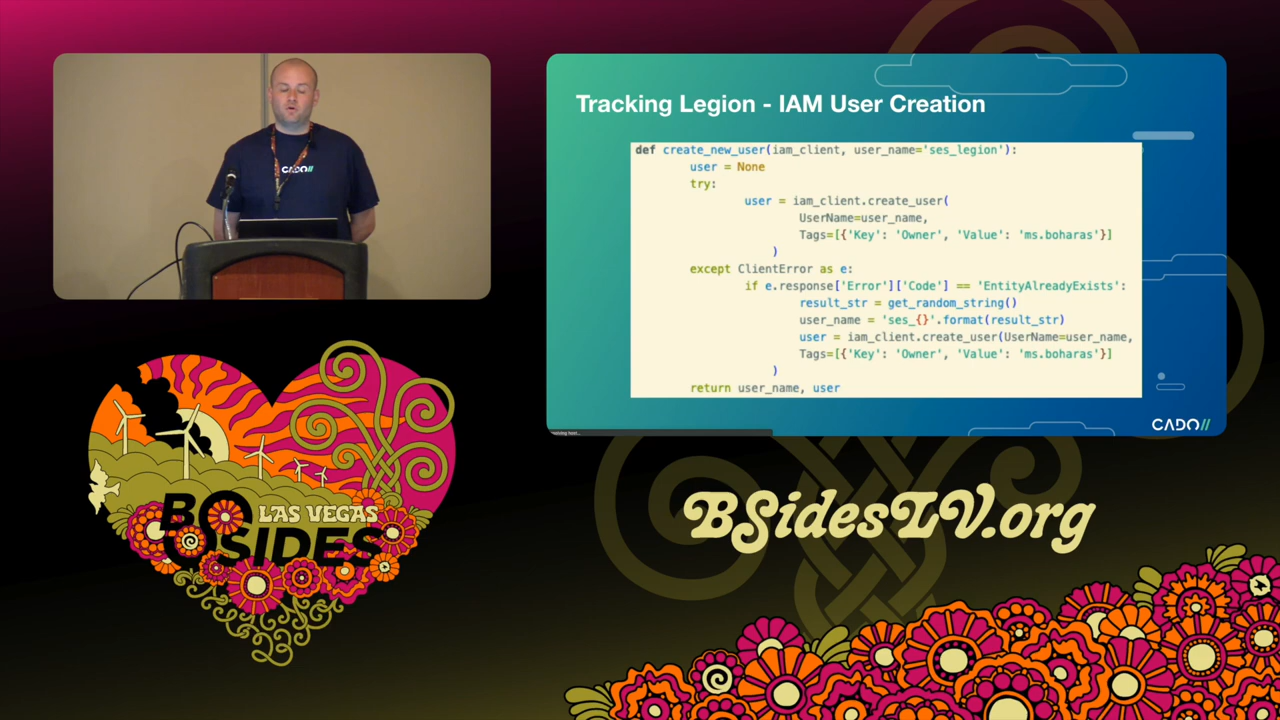 CADO//
Tracking Legion - IAM User Creation
def create_new_user(iam_client, user_name='ses_legion'):
user = None
try:
user = iam_client.create_user(
UserName=user_name,
Tags=[{'Key': 'Owner', 'Value': 'ms.boharas'}]
)
except ClientError as e:
if e.response['Error']['Code'] == 'EntityAlreadyExists':
result_str = get_random_string()
user_name = 'ses_{}'.format(result_str)
user = iam_client.create_user(UserName=user_name,
Tags=[{'Key': 'Owner', 'Value': 'ms.boharas'}]
)
return user_name, user
CADO//
BSIDES
LAS VEGAS
23
BSidesLV.org